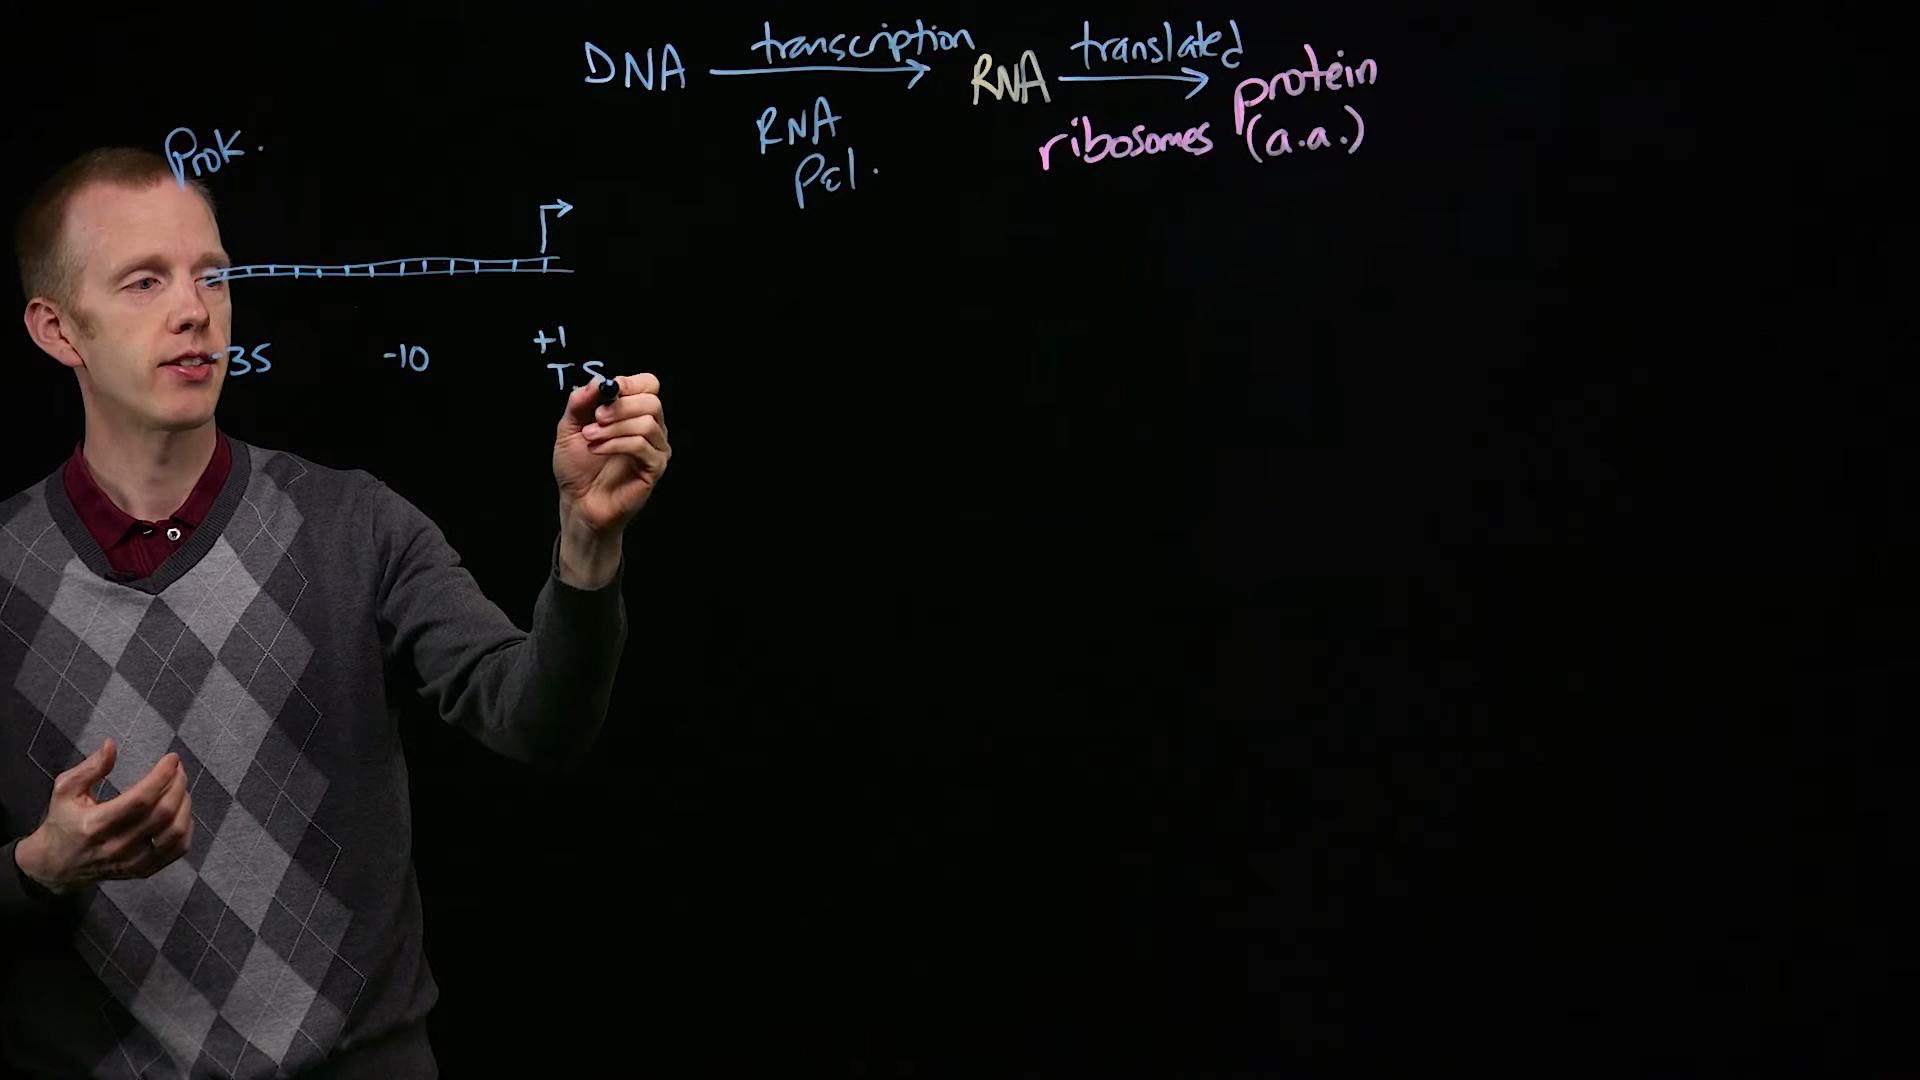 DNA transcription RNA translated protein
RNA ribosomes (a.a.)
Pol.
Prok.
-35 -10 +1
T.S.